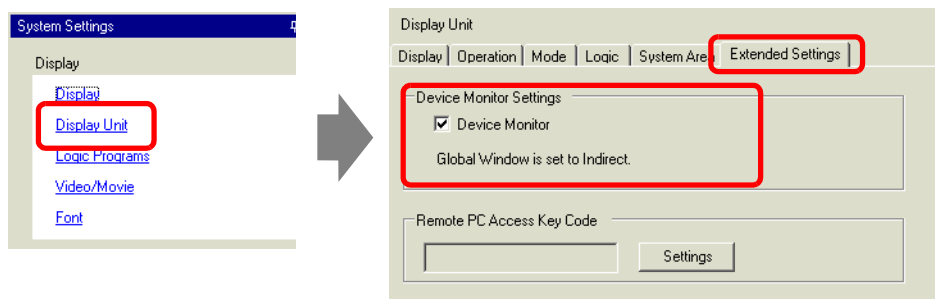 System Settings
Display
Display
Display Unit
Logic Programs
Video/Movie
Font
Display Unit
Display Operation Mode Logic System Area Extended Settings
Device Monitor Settings
Device Monitor
Global Window is set to Indirect.
Remote PC Access Key Code
Settings